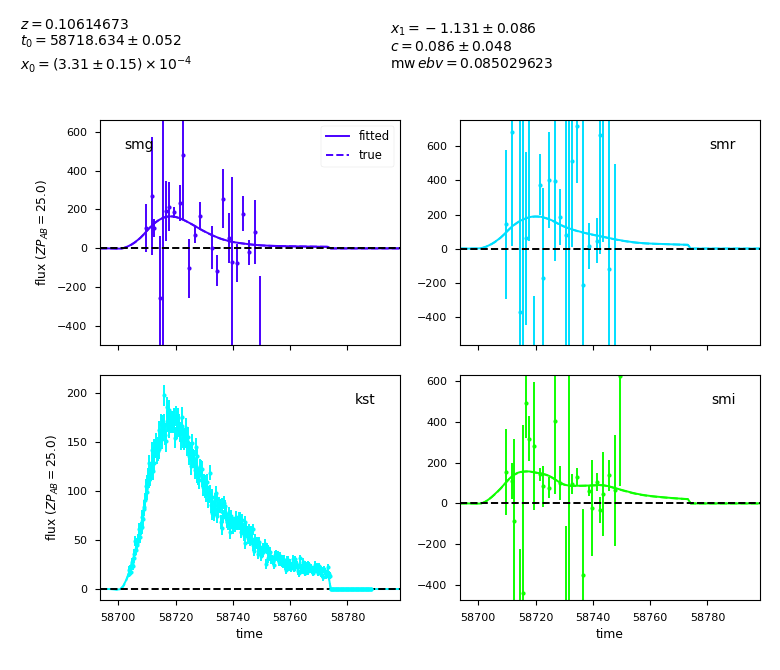 z = 0.10614673
t₀ = 58718.634 ± 0.052
x₀ = (3.31 ± 0.15) × 10⁻⁴
x₁ = −1.131 ± 0.086
c = 0.086 ± 0.048
mw ebv = 0.085029623
600
400
200
0
−200
−400
flux (ZP_AB = 25.0)
smg
fitted
true
600
400
200
0
−200
−400
smr
200
150
100
50
0
flux (ZP_AB = 25.0)
kst
58700 58720 58740 58760 58780
time
600
400
200
0
−200
−400
smi
58700 58720 58740 58760 58780
time